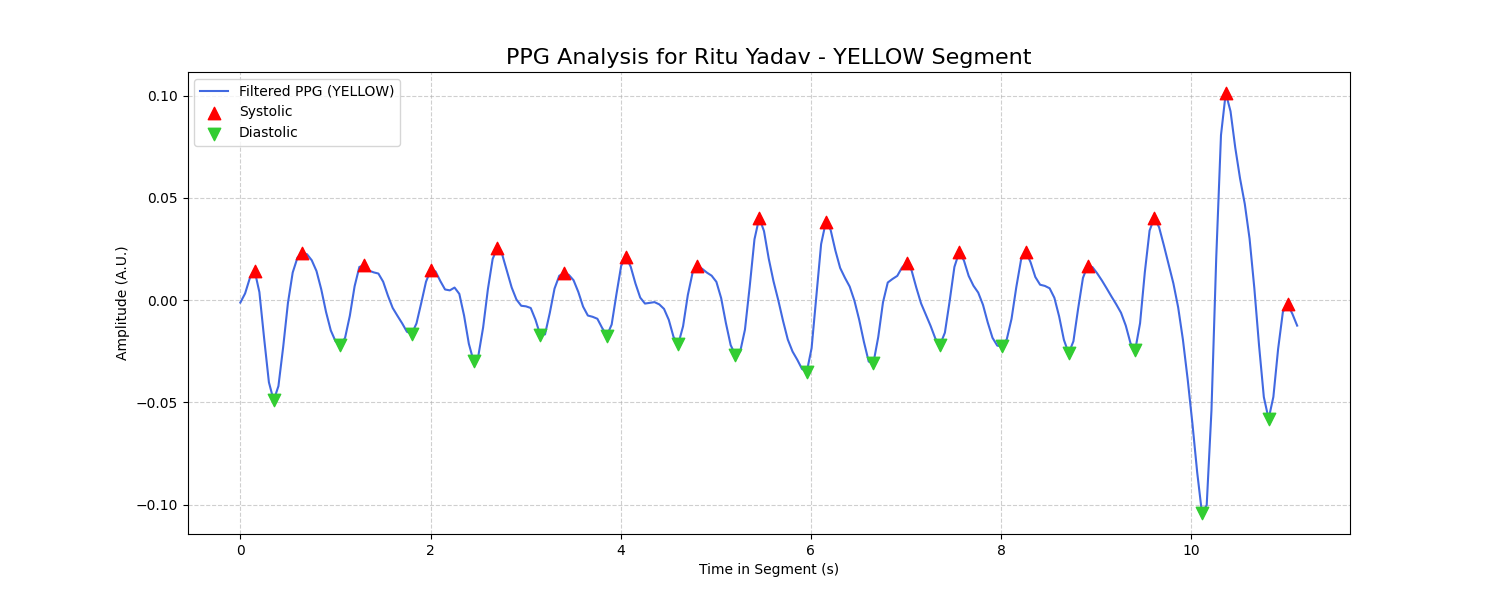 PPG Analysis for Ritu Yadav - YELLOW Segment
Filtered PPG (YELLOW)
Systolic
Diastolic
0.10
0.05
0.00
−0.05
−0.10
Amplitude (A.U.)
0 2 4 6 8 10
Time in Segment (s)